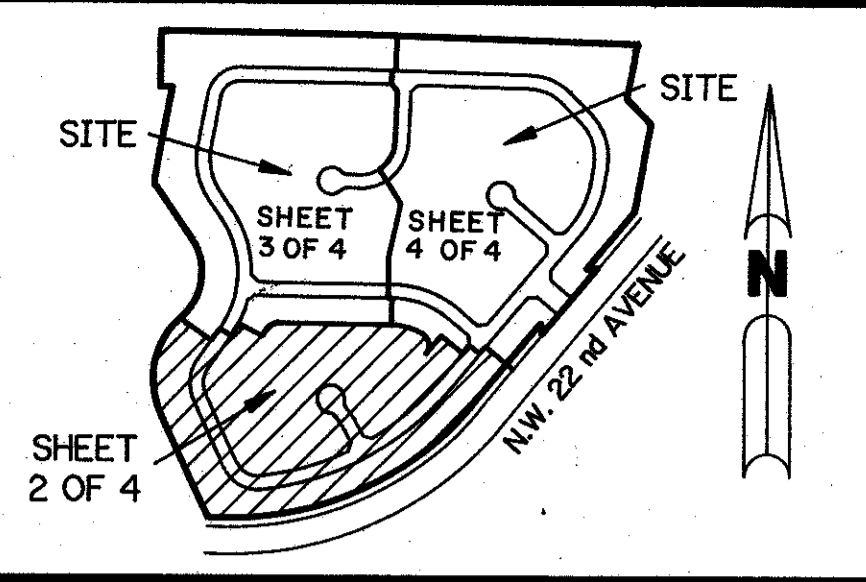 SITE
SITE
SHEET
3 OF 4
SHEET
4 OF 4
N
N.W. 22 nd AVENUE
SHEET
2 OF 4